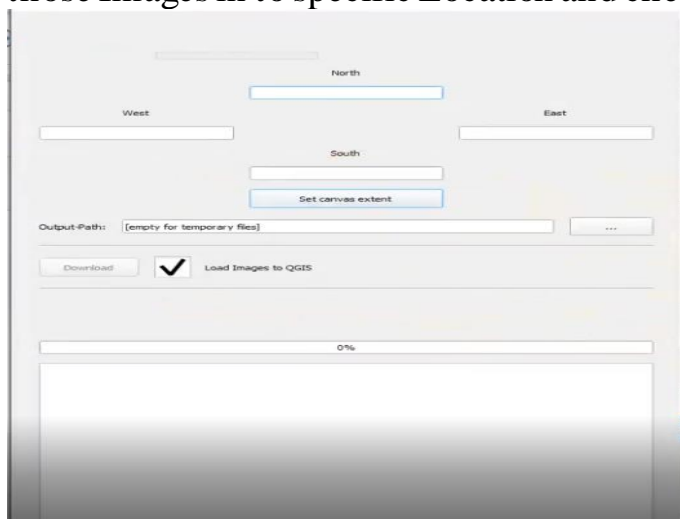 those images in to specific Location and
North
West
East
South
Set canvas extent
Output-Path: [empty for temporary files] ...
Download Load Images to QGIS
0%